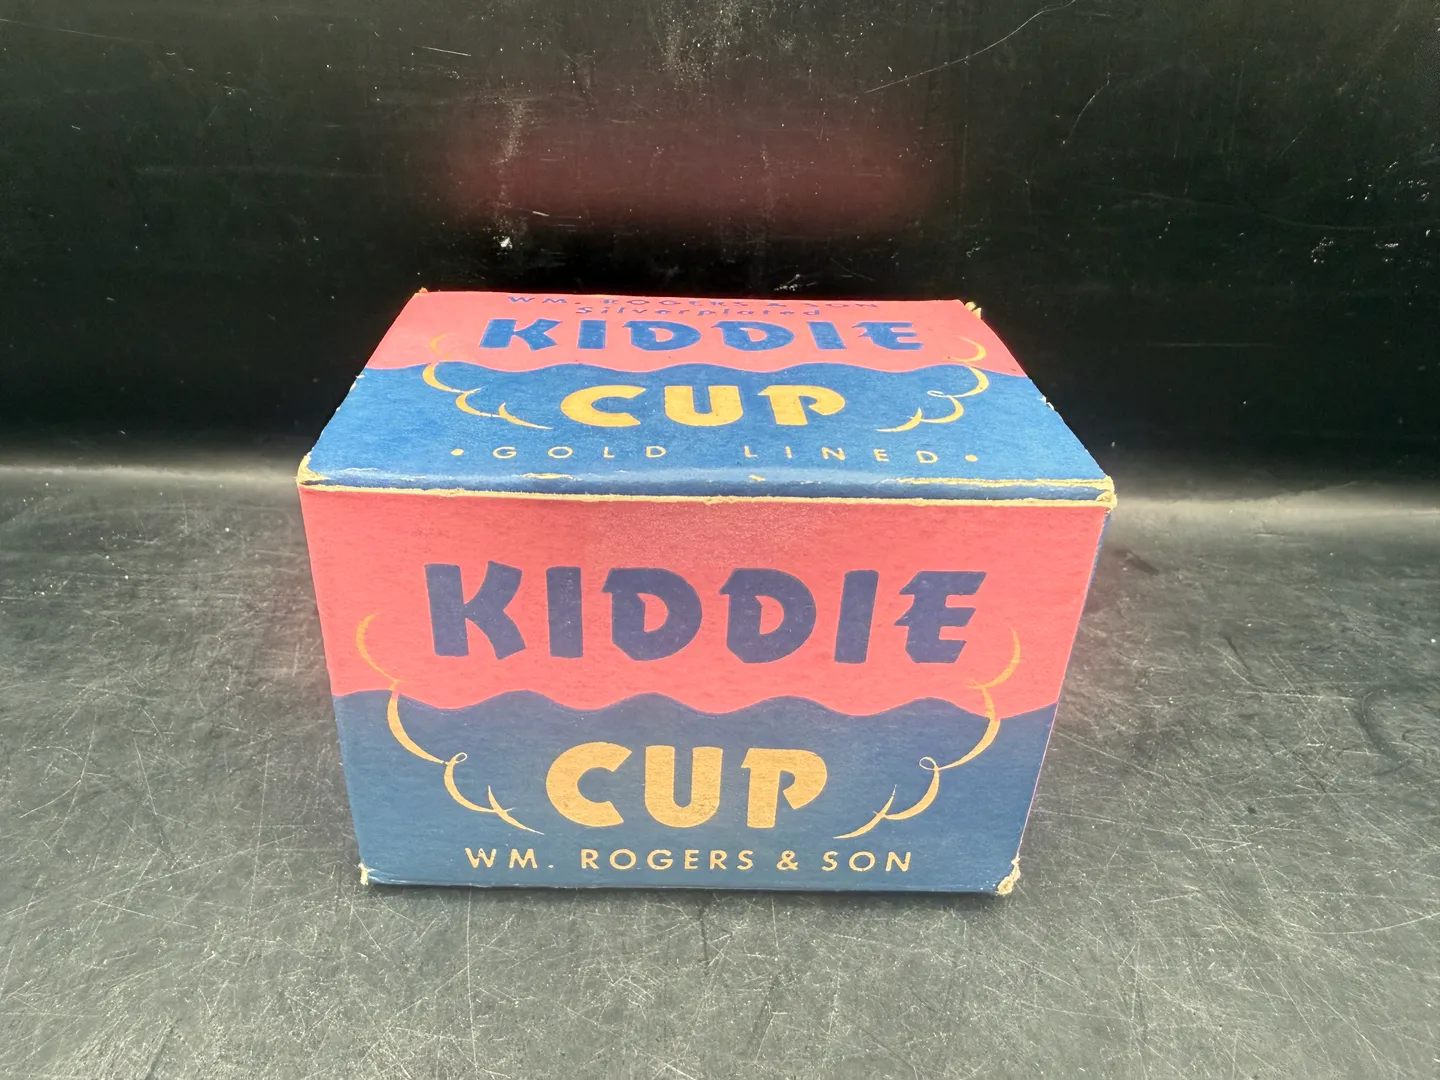 WM. ROGERS & SON
Silverplated
KIDDIE
CUP
• GOLD LINED •
KIDDIE
CUP
WM. ROGERS & SON